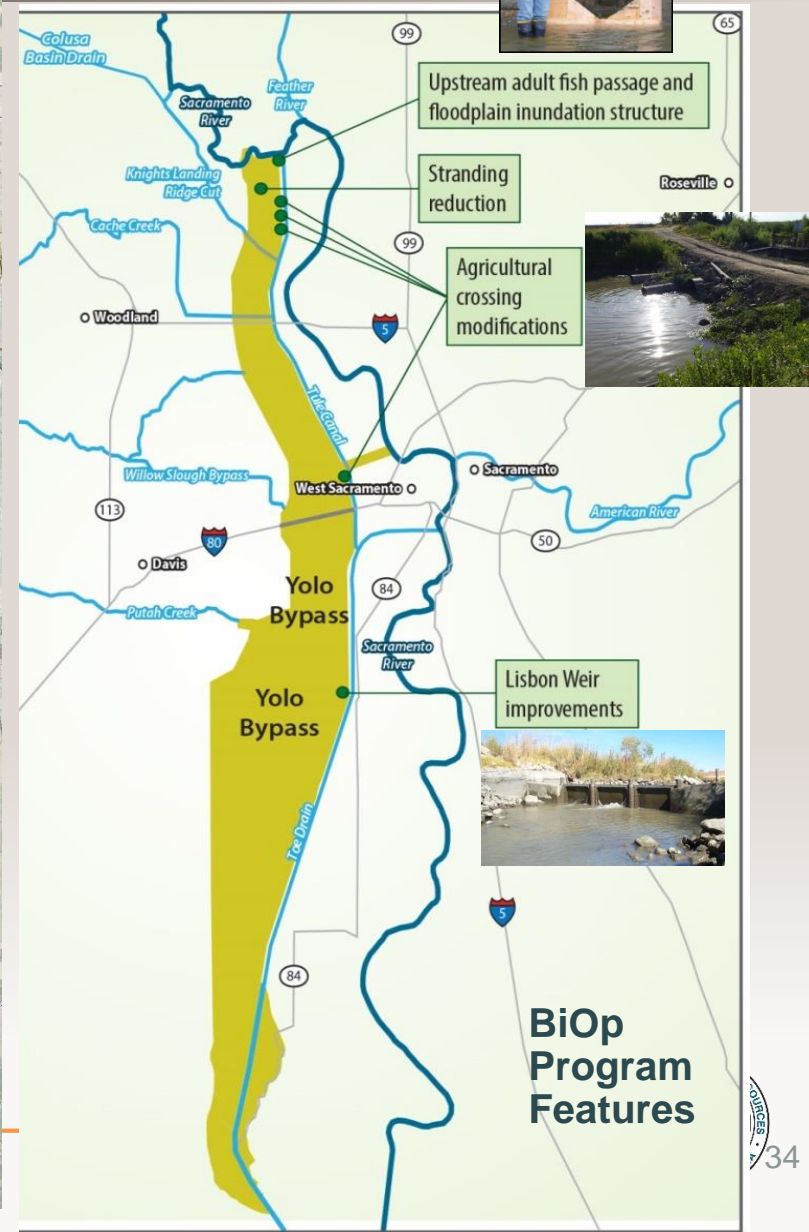 99
65
Colusa
Basin Drain
Feather
River
Sacramento
River
Upstream adult fish passage and
floodplain inundation structure
Knights Landing
Ridge Cut
Stranding
reduction
Roseville
Cache Creek
99
Agricultural
crossing
modifications
Woodland
5
Tule Canal
Willow Slough Bypass
West Sacramento
Sacramento
113
American River
80
50
Davis
Yolo
Bypass
84
Putah Creek
Sacramento
River
Lisbon Weir
improvements
Yolo
Bypass
Toe Drain
5
84
BiOp
Program
Features
34